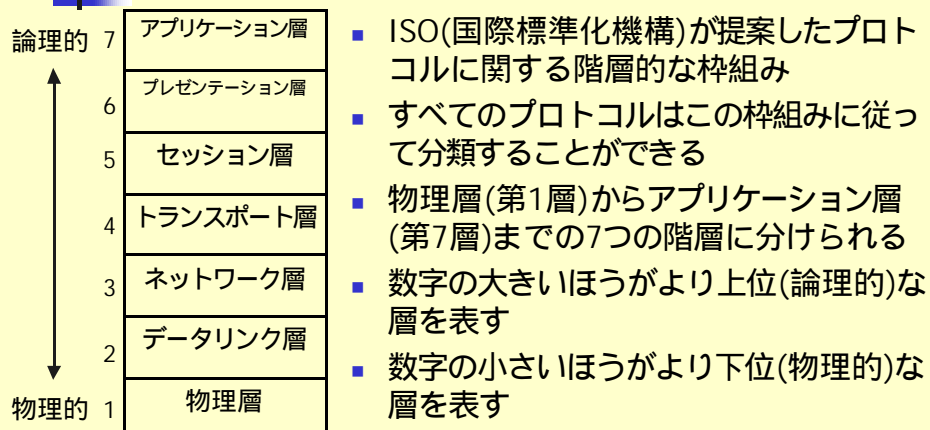 論理的 7 アプリケーション層
6 プレゼンテーション層
5 セッション層
4 トランスポート層
3 ネットワーク層
2 データリンク層
物理的 1 物理層
ISO(国際標準化機構)が提案したプロト
コルに関する階層的な枠組み
すべてのプロトコルはこの枠組みに従っ
て分類することができる
物理層(第1層)からアプリケーション層
(第7層)までの7つの階層に分けられる
数字の大きいほうがより上位(論理的)な
層を表す
数字の小さいほうがより下位(物理的)な
層を表す